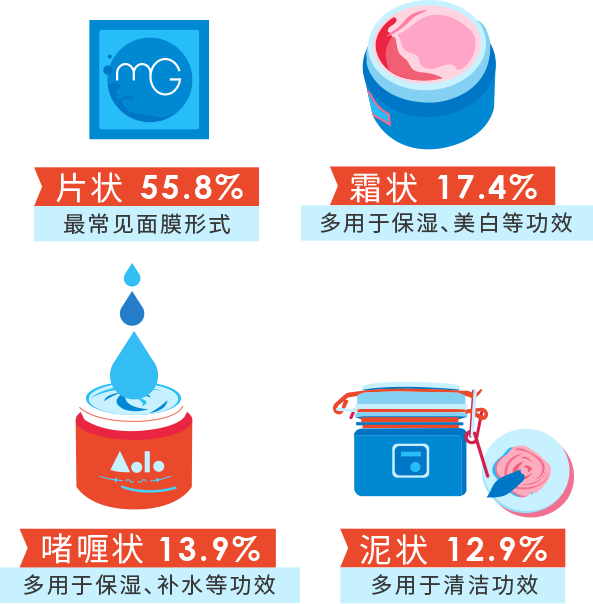 mG
片状 55.8%
最常见面膜形式
霜状 17.4%
多用于保湿、美白等功效
Aolo
啫喱状 13.9%
多用于保湿、补水等功效
泥状 12.9%
多用于清洁功效